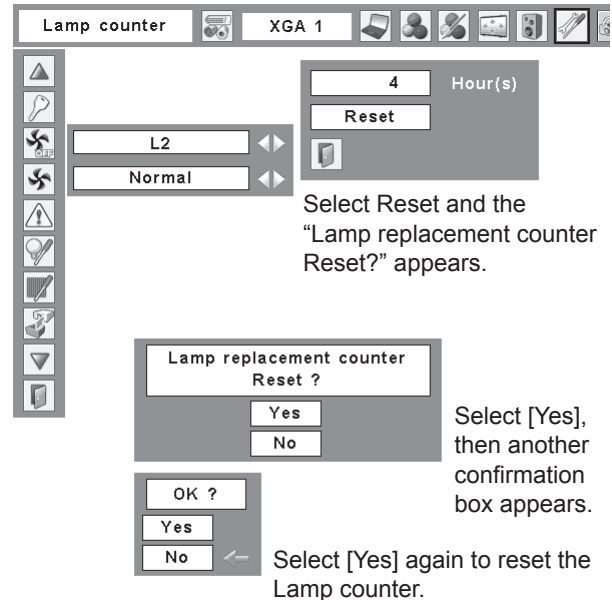 Lamp counter
XGA 1
4 Hour(s)
Reset
OFF
L2
Normal
Select Reset and the
“Lamp replacement counter
Reset?” appears.
Lamp replacement counter
Reset ?
Yes
No
Select [Yes],
then another
confirmation
box appears.
OK ?
Yes
No
Select [Yes] again to reset the
Lamp counter.